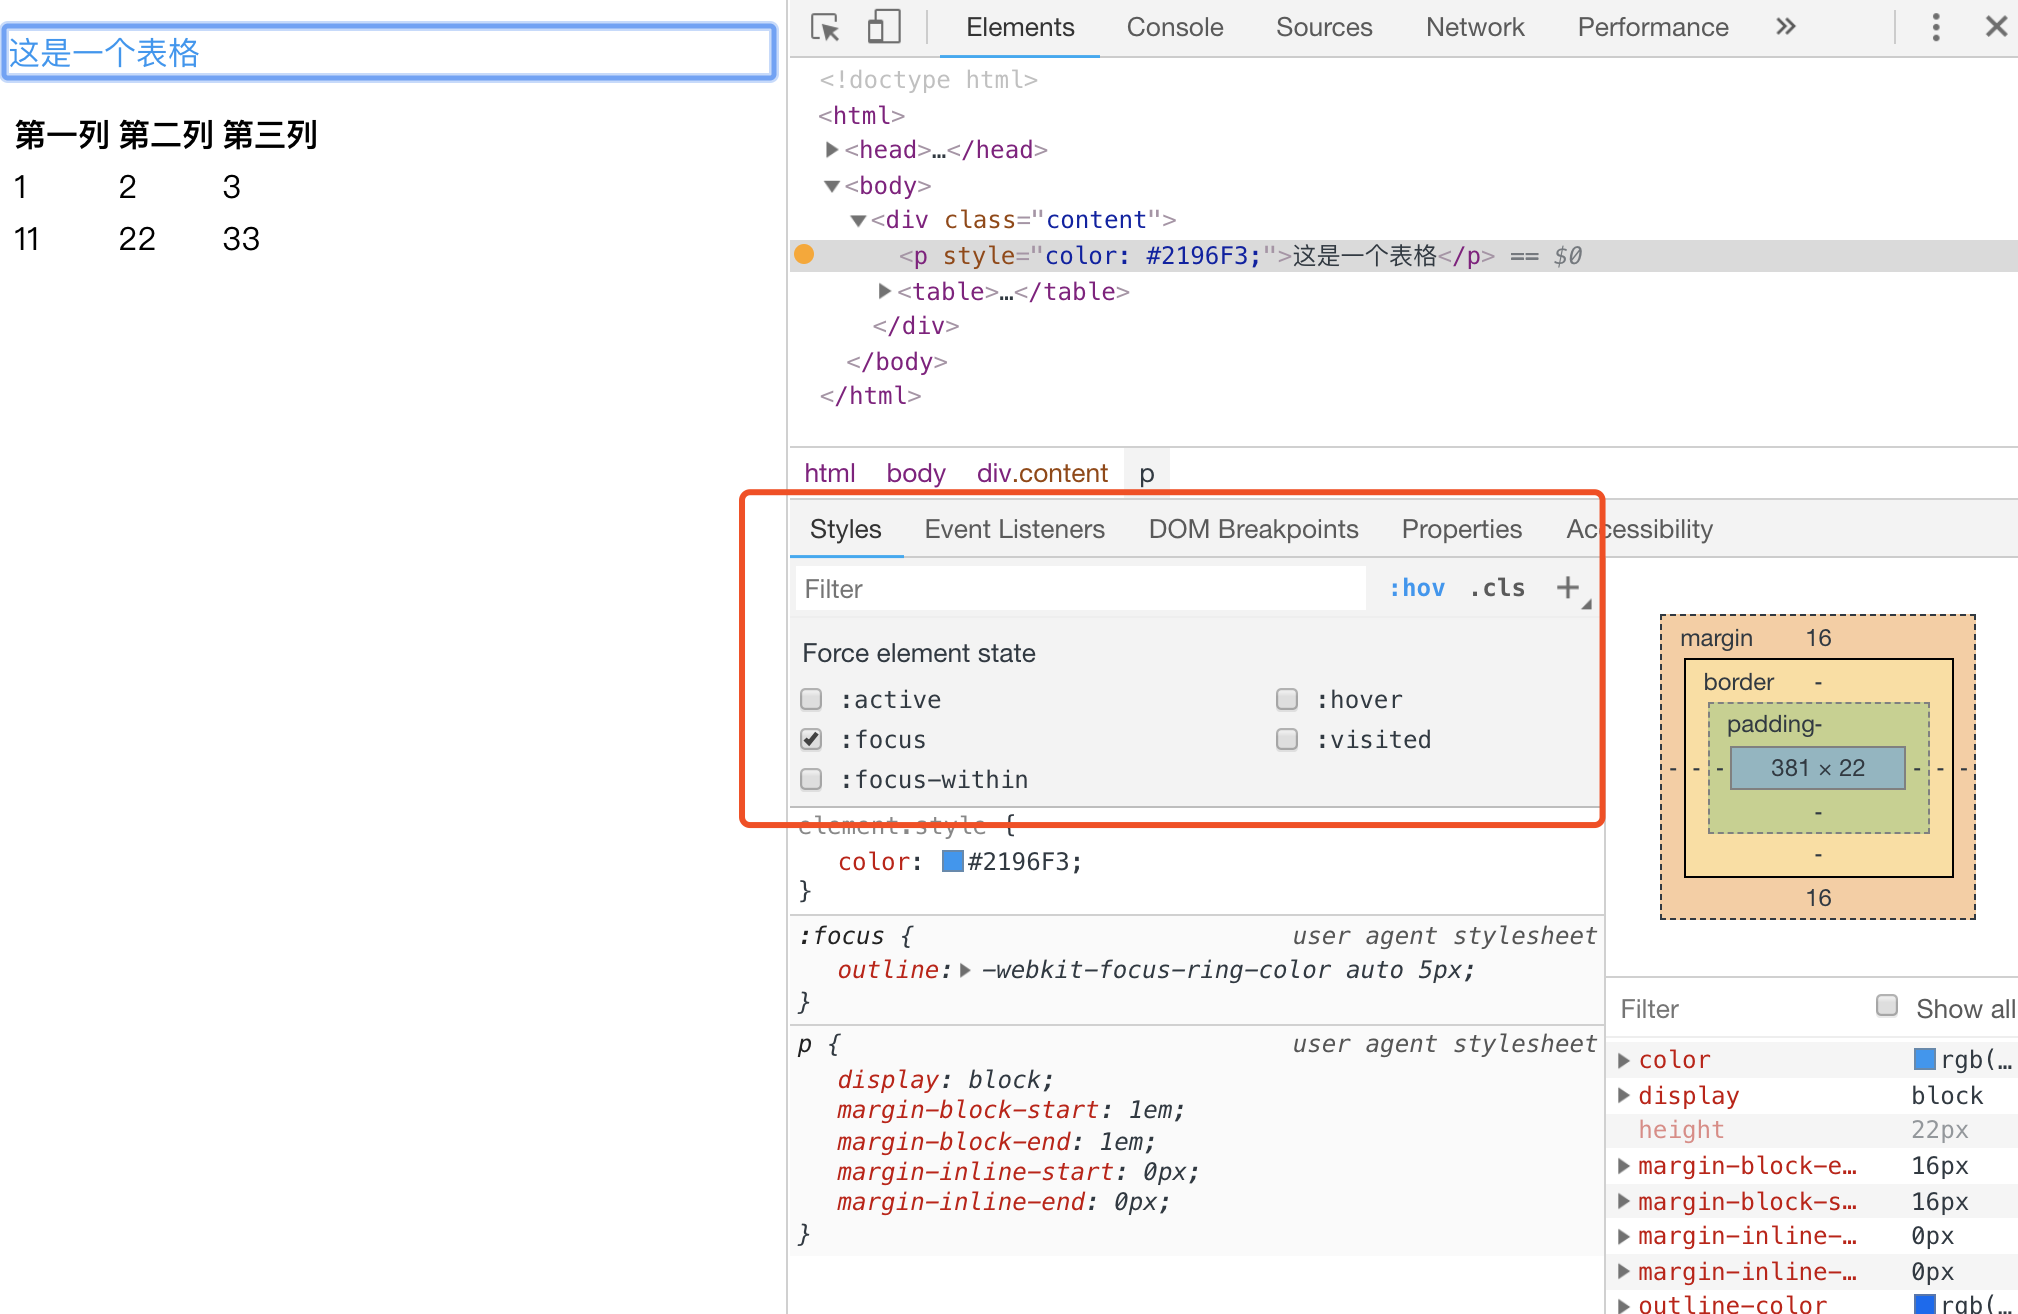 这是一个表格
第一列 第二列 第三列
1 2 3
11 22 33
Elements Console Sources Network Performance »
<!doctype html>
<html>
<head>…</head>
<body>
<div class="content">
<p style="color: #2196F3;">这是一个表格</p> == $0
<table>…</table>
</div>
</body>
</html>
html body div.content p
Styles Event Listeners DOM Breakpoints Properties Accessibility
Filter :hov .cls +
Force element state
:active :hover
:focus :visited
:focus-within
element.style {
color: #2196F3;
}
:focus { user agent stylesheet
outline: -webkit-focus-ring-color auto 5px;
}
p { user agent stylesheet
display: block;
margin-block-start: 1em;
margin-block-end: 1em;
margin-inline-start: 0px;
margin-inline-end: 0px;
}
margin 16
border -
padding-
- - - 381 × 22 - - -
-
-
16
Filter Show all
color rgb(…
display block
height 22px
margin-block-e… 16px
margin-block-s… 16px
margin-inline-… 0px
margin-inline-… 0px
outline-color rgb(…